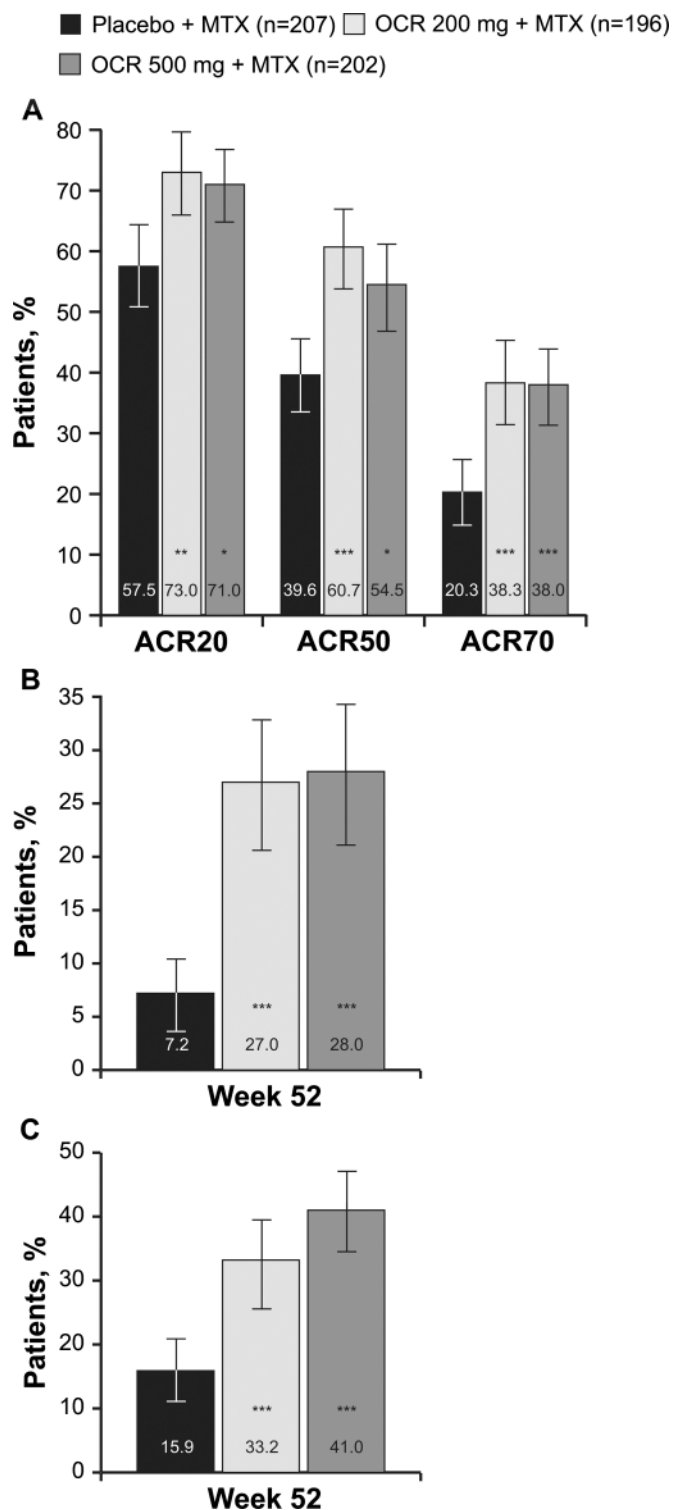 Placebo + MTX (n=207) OCR 200 mg + MTX (n=196)
OCR 500 mg + MTX (n=202)
A
80
70
60
50
40
30
20
10
0
Patients, %
** * *** * *** ***
57.5 73.0 71.0 39.6 60.7 54.5 20.3 38.3 38.0
ACR20 ACR50 ACR70
B
35
30
25
20
15
10
5
0
Patients, %
*** ***
7.2 27.0 28.0
Week 52
C
50
40
30
20
10
0
Patients, %
*** ***
15.9 33.2 41.0
Week 52